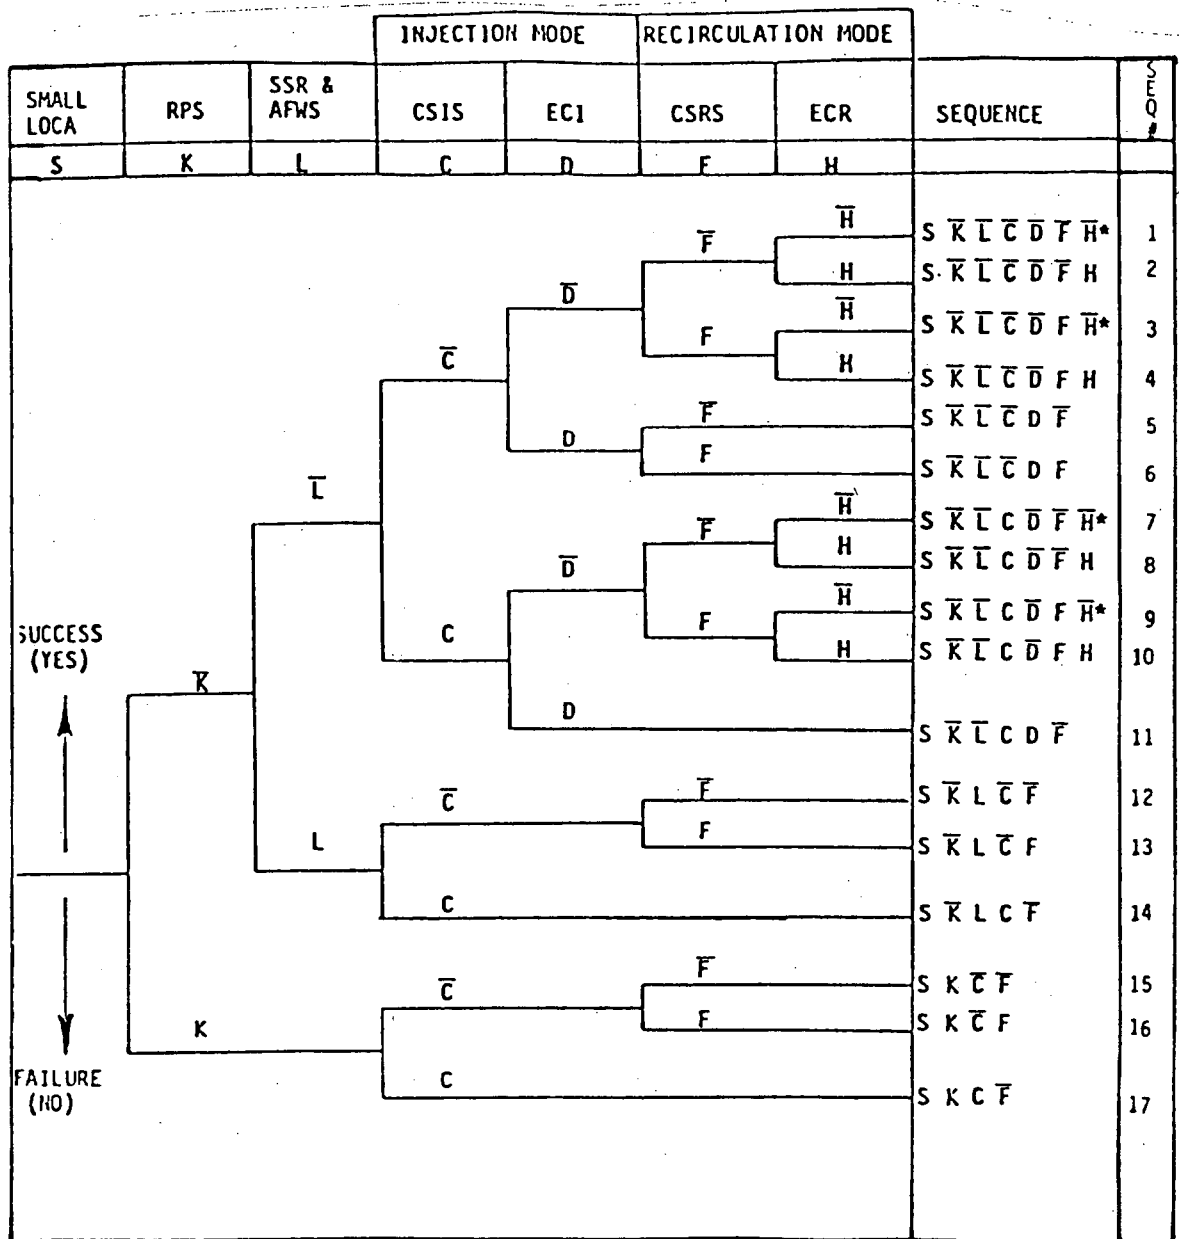 INJECTION MODE RECIRCULATION MODE
SMALL LOCA RPS SSR & AFWS CSIS ECI CSRS ECR SEQUENCE SEQ #
S K L C D F H
H̅ S K̅ L̅ C̅ D̅ F̅ H̅* 1
F̅
H S K̅ L̅ C̅ D̅ F̅ H 2
D̅
H̅ S K̅ L̅ C̅ D̅ F H̅* 3
F
C̅
H S K̅ L̅ C̅ D̅ F H 4
F̅ S K̅ L̅ C̅ D F̅ 5
D
F S K̅ L̅ C̅ D F 6
L̅
H̅ S K̅ L̅ C D̅ F̅ H̅* 7
F̅
H S K̅ L̅ C D̅ F̅ H 8
D̅
H̅ S K̅ L̅ C D̅ F H̅* 9
F
C
SUCCESS
(YES)
H S K̅ L̅ C D̅ F H 10
K̅
D S K̅ L̅ C D F̅ 11
C̅ F̅ S K̅ L C̅ F̅ 12
L F S K̅ L C̅ F 13
C S K̅ L C F̅ 14
C̅ F̅ S K C̅ F̅ 15
K F S K C̅ F 16
FAILURE
(NO)
C S K C F̅ 17